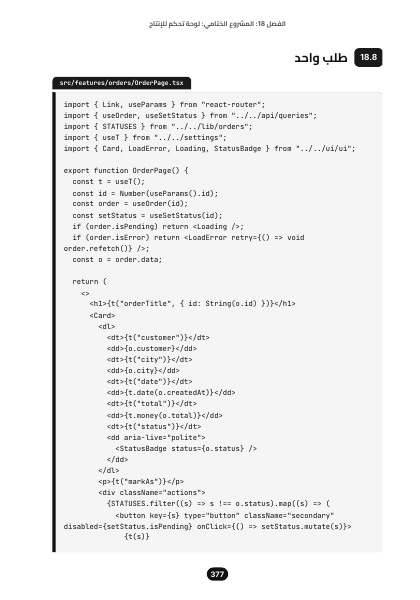 الفصل 18: المشروع الختامي: لوحة تحكم للإنتاج
18.8 طلب واحد
src/features/orders/OrderPage.tsx
import { Link, useParams } from "react-router";
import { useOrder, useSetStatus } from "../../api/queries";
import { STATUSES } from "../../lib/orders";
import { useT } from "../../settings";
import { Card, LoadError, Loading, StatusBadge } from "../../ui/ui";
export function OrderPage() {
const t = useT();
const id = Number(useParams().id);
const order = useOrder(id);
const setStatus = useSetStatus(id);
if (order.isPending) return <Loading />;
if (order.isError) return <LoadError retry={() => void
order.refetch()} />;
const o = order.data;
return (
<>
<h1>{t("orderTitle", { id: String(o.id) })}</h1>
<Card>
<dl>
<dt>{t("customer")}</dt>
<dd>{o.customer}</dd>
<dt>{t("city")}</dt>
<dd>{o.city}</dd>
<dt>{t("date")}</dt>
<dd>{t.date(o.createdAt)}</dd>
<dt>{t("total")}</dt>
<dd>{t.money(o.total)}</dd>
<dt>{t("status")}</dt>
<dd aria-live="polite">
<StatusBadge status={o.status} />
</dd>
</dl>
<p>{t("markAs")}</p>
<div className="actions">
{STATUSES.filter((s) => s !== o.status).map((s) => (
<button key={s} type="button" className="secondary"
disabled={setStatus.isPending} onClick={() => setStatus.mutate(s)}>
{t(s)}
377